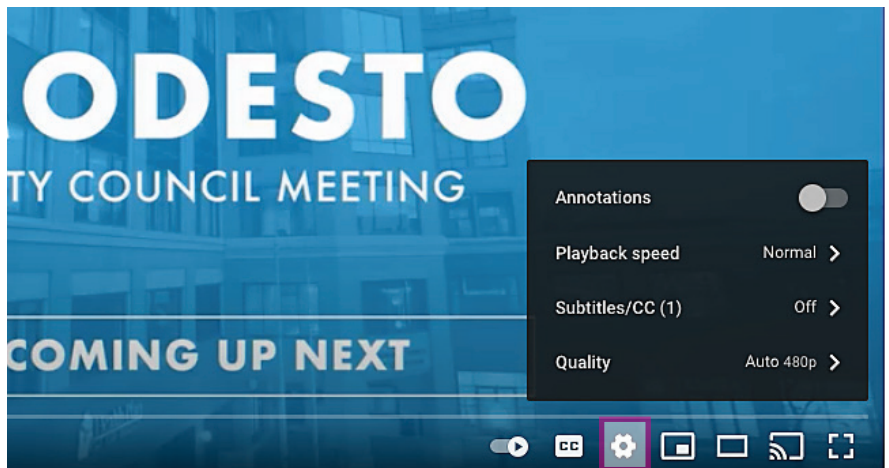 ODESTO
TY COUNCIL MEETING
COMING UP NEXT
Annotations
Playback speed Normal
Subtitles/CC (1) Off
Quality Auto 480p
CC